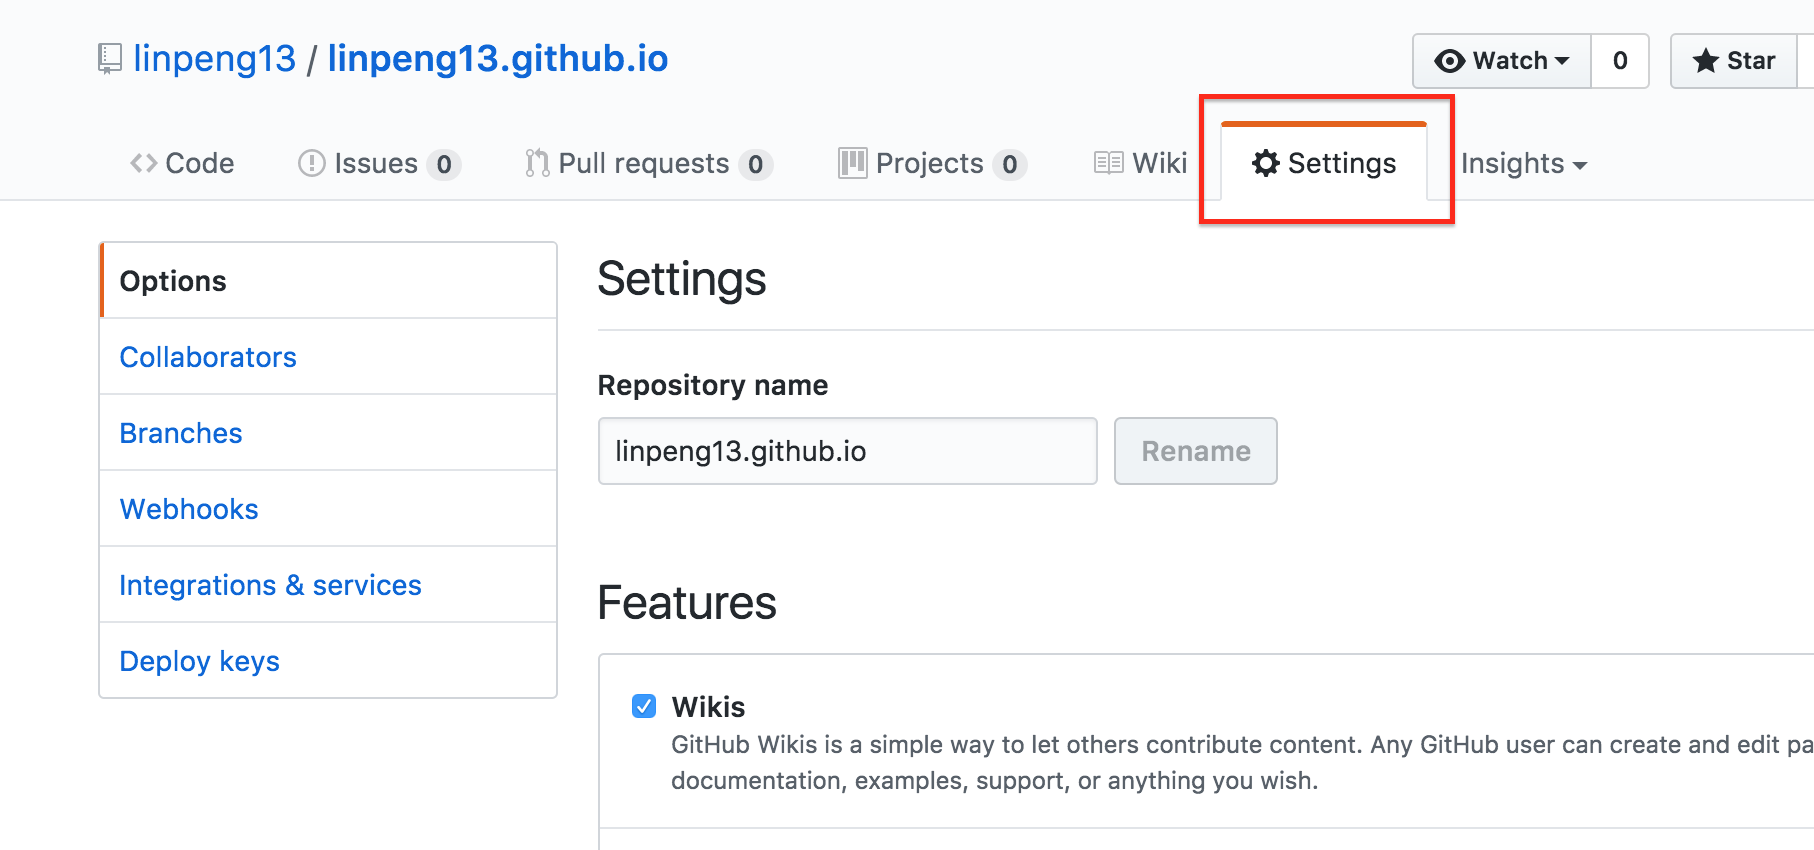 linpeng13 / linpeng13.github.io
Watch 0 Star
Code Issues 0 Pull requests 0 Projects 0 Wiki Settings Insights
Options
Collaborators
Branches
Webhooks
Integrations & services
Deploy keys
Settings
Repository name
linpeng13.github.io Rename
Features
Wikis
GitHub Wikis is a simple way to let others contribute content. Any GitHub user can create and edit pa
documentation, examples, support, or anything you wish.